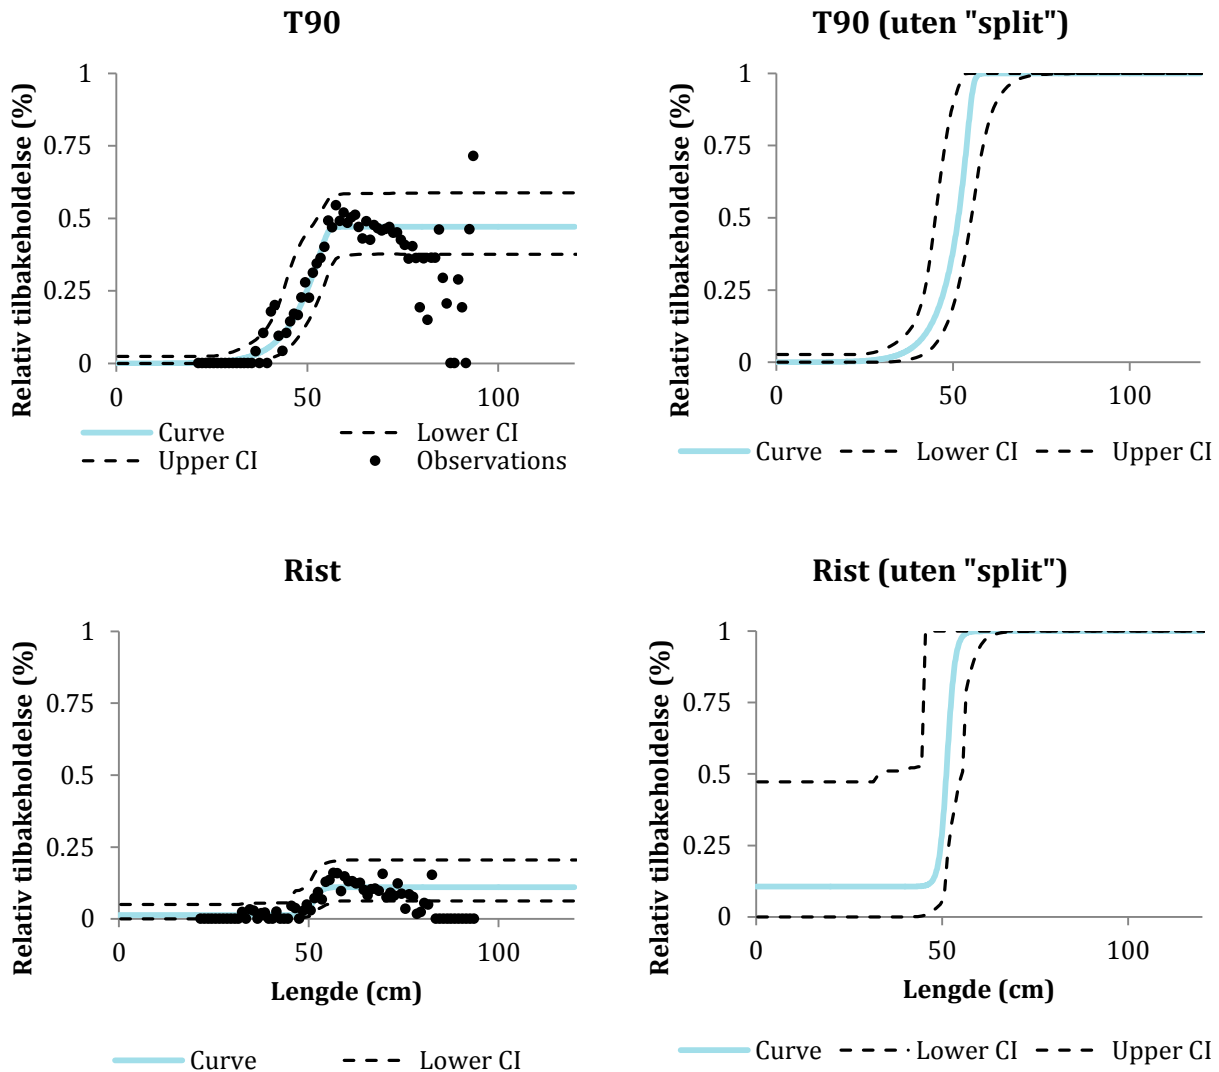 T90
Relativ tilbakeholdelse (%)
1
0.75
0.5
0.25
0
0 50 100
Curve Lower CI
Upper CI Observations
T90 (uten "split")
Relativ tilbakeholdelse (%)
1
0.75
0.5
0.25
0
0 50 100
Curve Lower CI Upper CI
Rist
Relativ tilbakeholdelse (%)
1
0.75
0.5
0.25
0
0 50 100
Lengde (cm)
Curve Lower CI
Rist (uten "split")
Relativ tilbakeholdelse (%)
1
0.75
0.5
0.25
0
0 50 100
Lengde (cm)
Curve Lower CI Upper CI